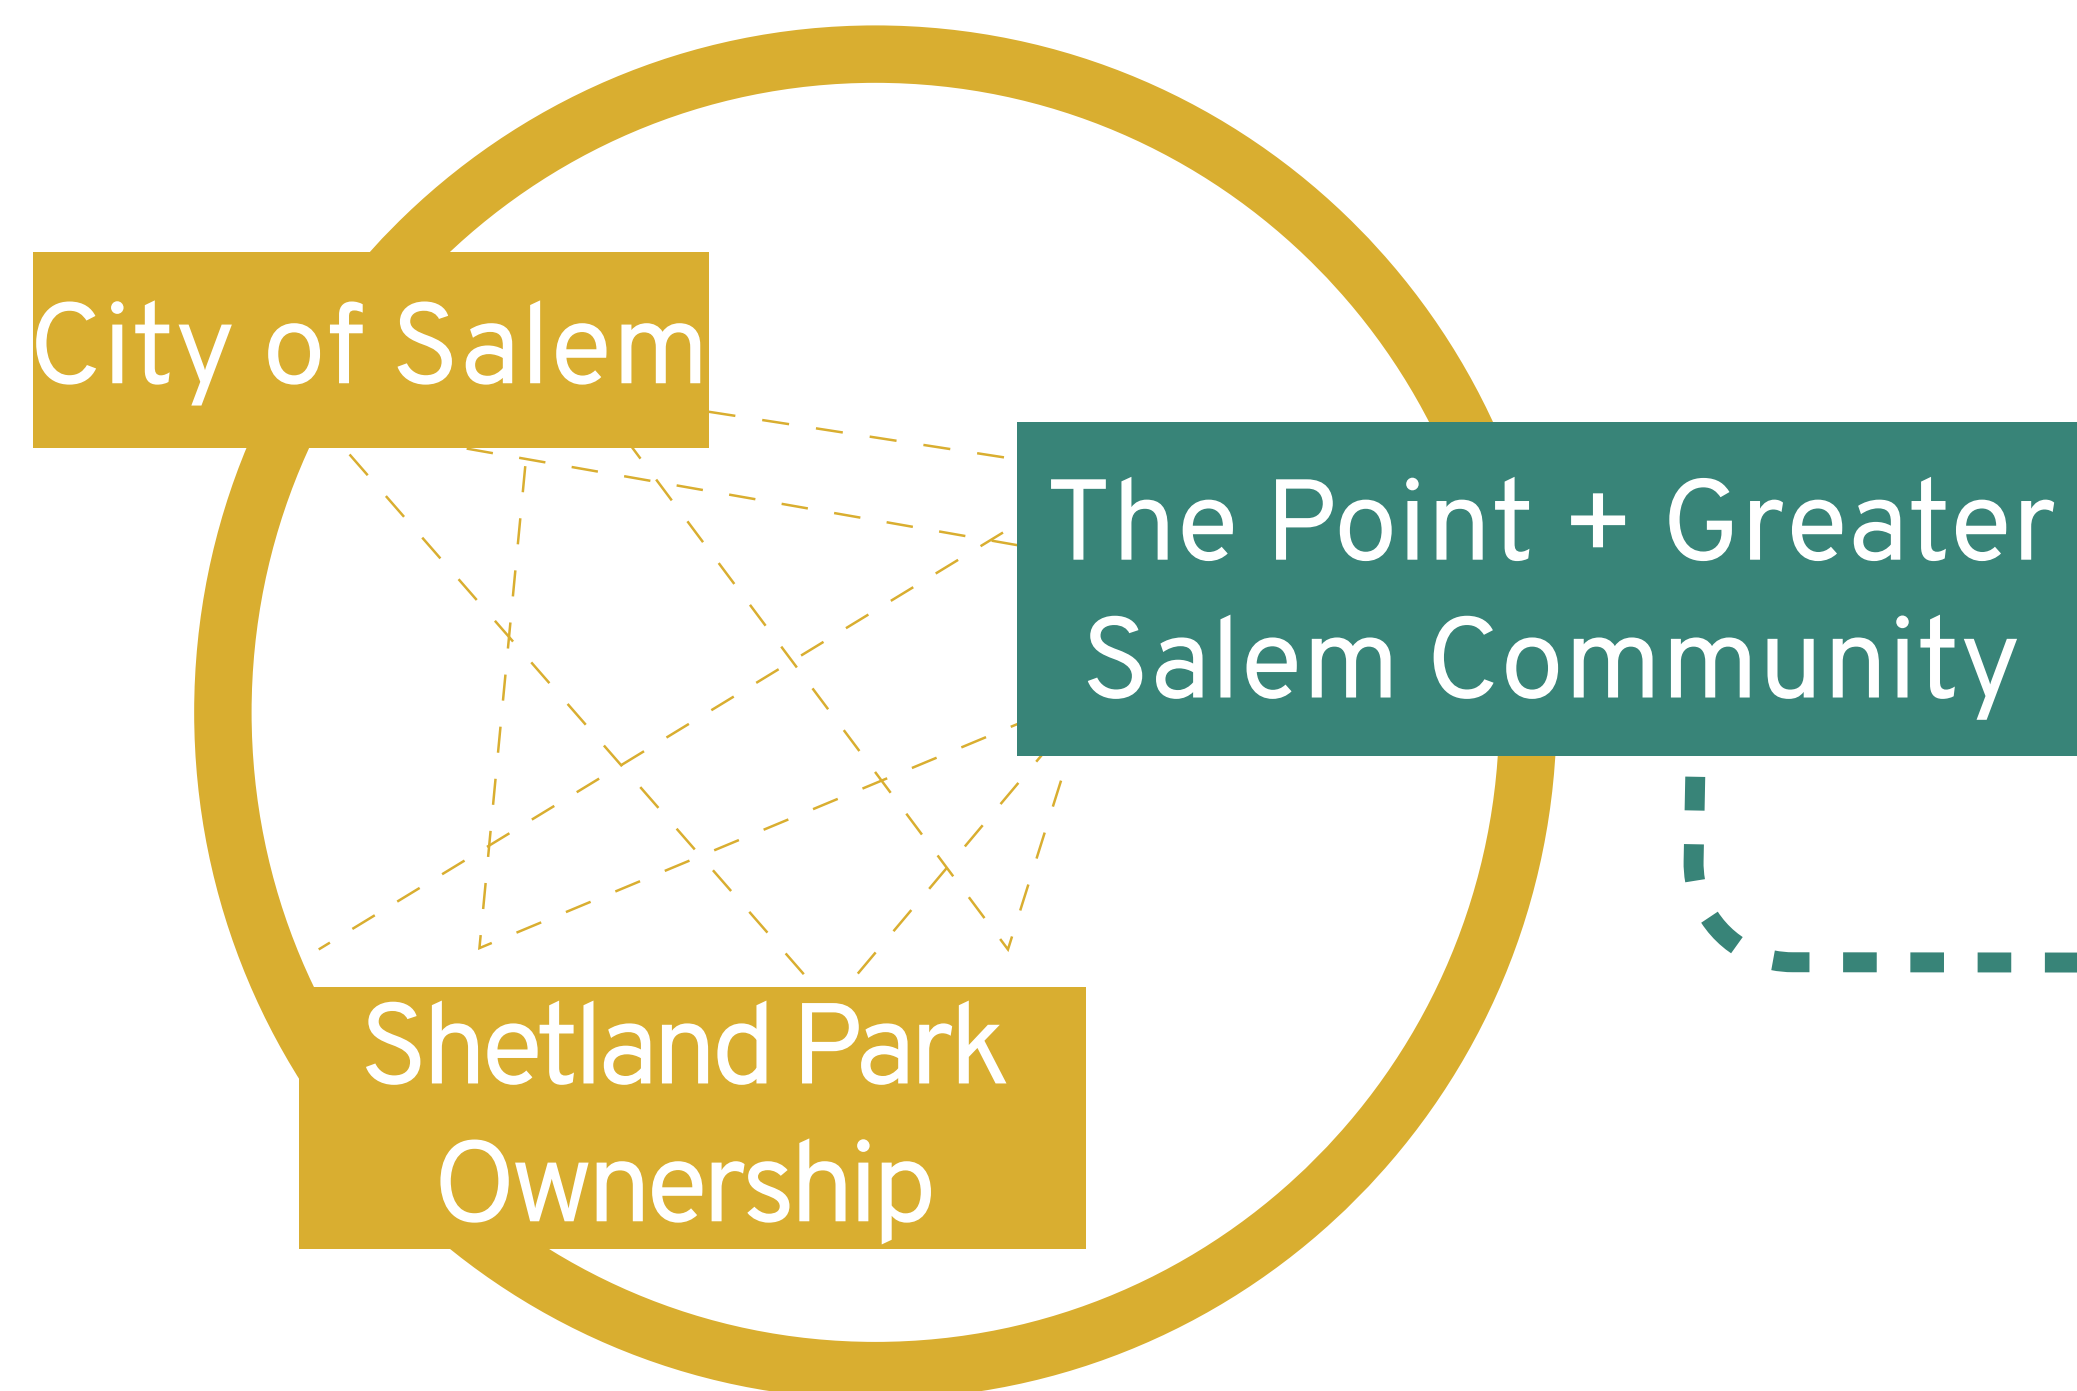 City of Salem
The Point + Greater
Salem Community
Shetland Park
Ownership